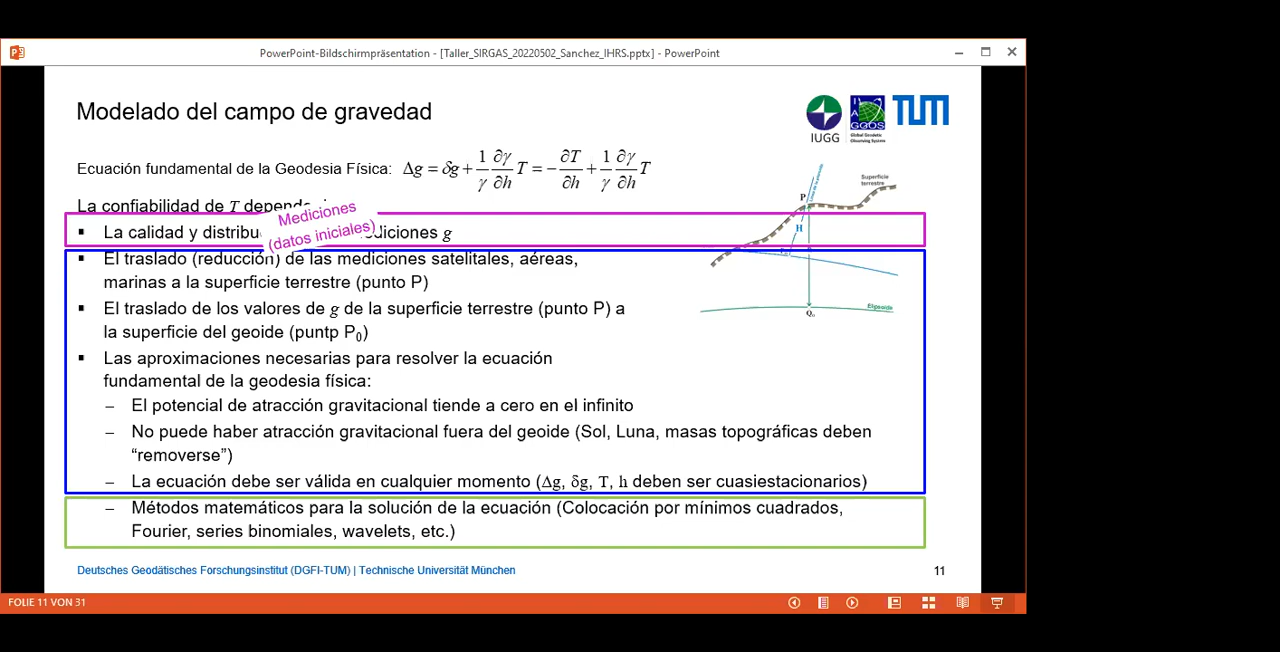 PowerPoint-Bildschirmpräsentation - [Taller_SIRGAS_20220502_Sanchez_IHRS.pptx] - PowerPoint
Modelado del campo de gravedad
IUGG
IAG
GGOS
Global Geodetic
Observing System
TUM
Ecuación fundamental de la Geodesia Física: Δg = δg + 1/γ ∂γ/∂h T = −∂T/∂h + 1/γ ∂γ/∂h T
La confiabilidad de T
Mediciones
(datos iniciales)
▪ La calidad y g
▪ El traslado (reducción) de las mediciones satelitales, aéreas,
marinas a la superficie terrestre (punto P)
▪ El traslado de los valores de g de la superficie terrestre (punto P) a
la superficie del geoide (puntp P0)
▪ Las aproximaciones necesarias para resolver la ecuación
fundamental de la geodesia física:
– El potencial de atracción gravitacional tiende a cero en el infinito
– No puede haber atracción gravitacional fuera del geoide (Sol, Luna, masas topográficas deben
“removerse”)
– La ecuación debe ser válida en cualquier momento (Δg, δg, T, h deben ser cuasiestacionarios)
– Métodos matemáticos para la solución de la ecuación (Colocación por mínimos cuadrados,
Fourier, series binomiales, wavelets, etc.)
Superficie
terrestre
P
H
Elipsoide
Q0
Deutsches Geodätisches Forschungsinstitut (DGFI-TUM) | Technische Universität München
11
FOLIE 11 VON 31